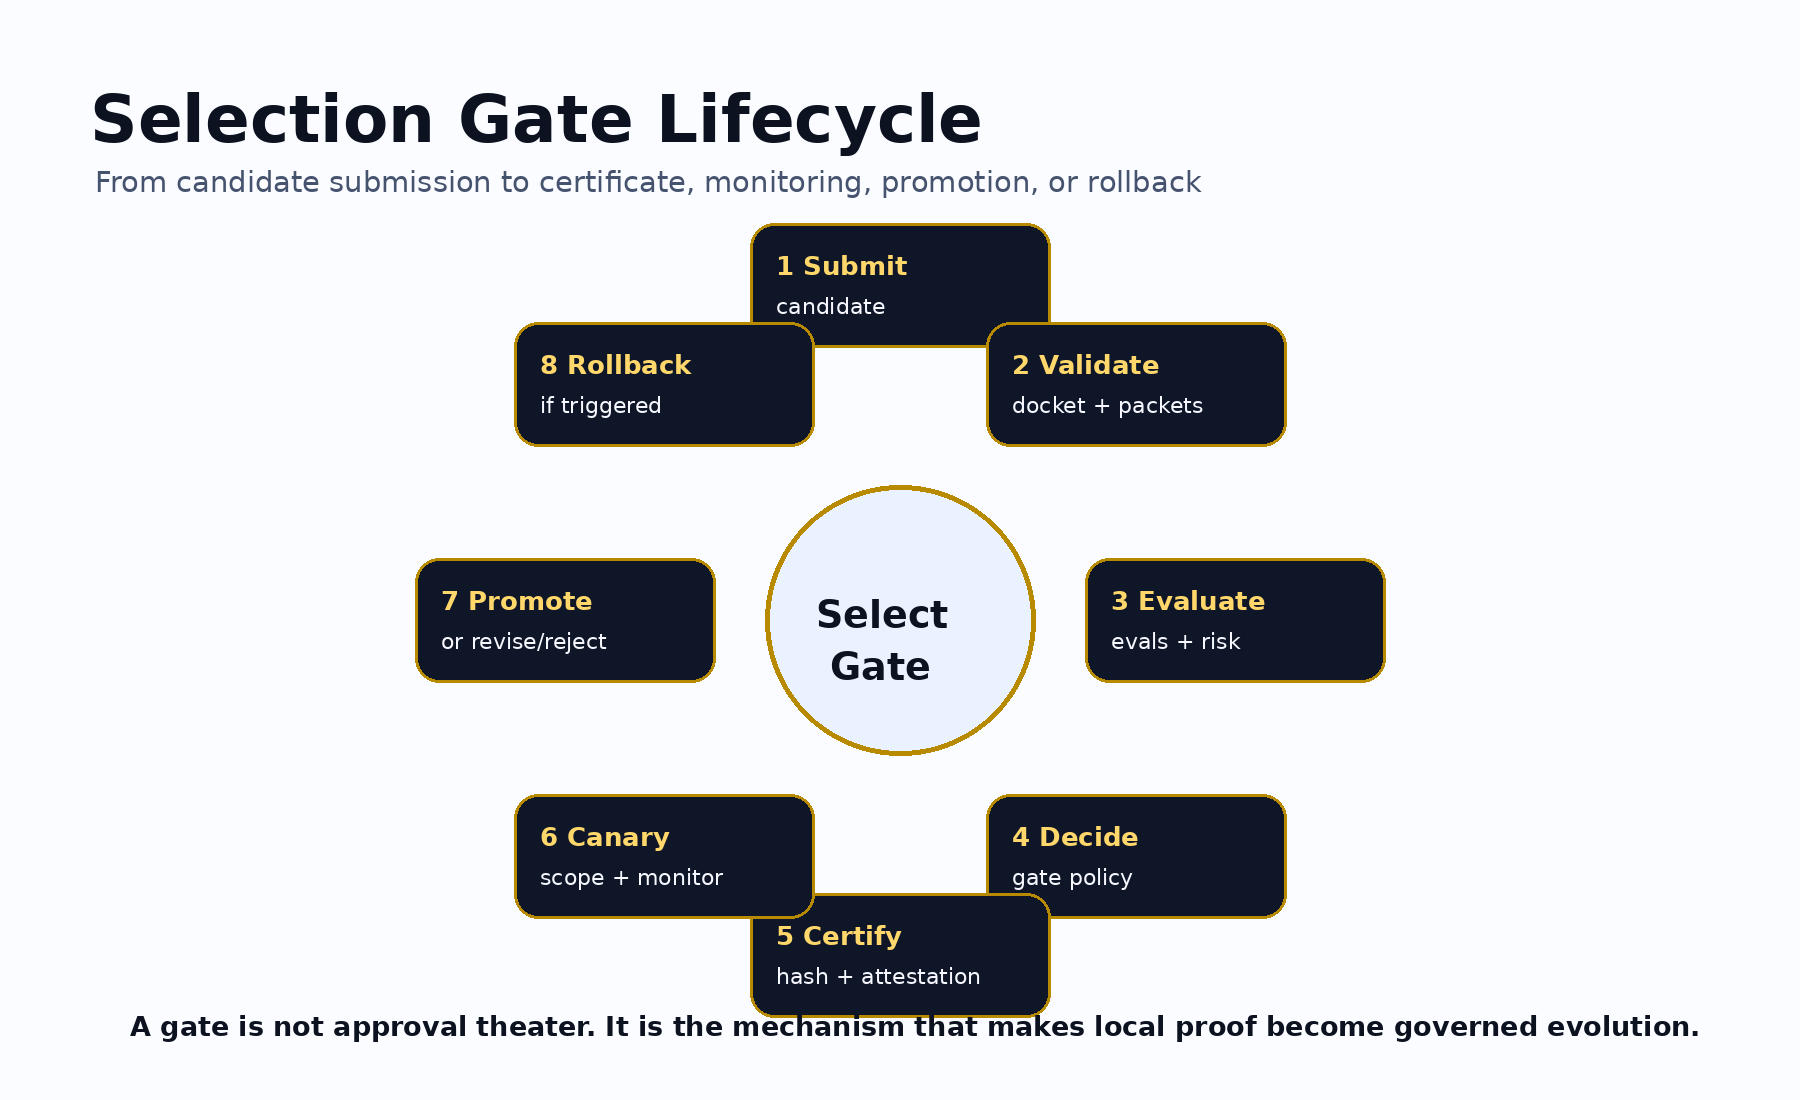 Selection Gate Lifecycle
From candidate submission to certificate, monitoring, promotion, or rollback
1 Submit
candidate
2 Validate
docket + packets
3 Evaluate
evals + risk
4 Decide
gate policy
5 Certify
hash + attestation
6 Canary
scope + monitor
7 Promote
or revise/reject
8 Rollback
if triggered
Select
Gate
A gate is not approval theater. It is the mechanism that makes local proof become governed evolution.